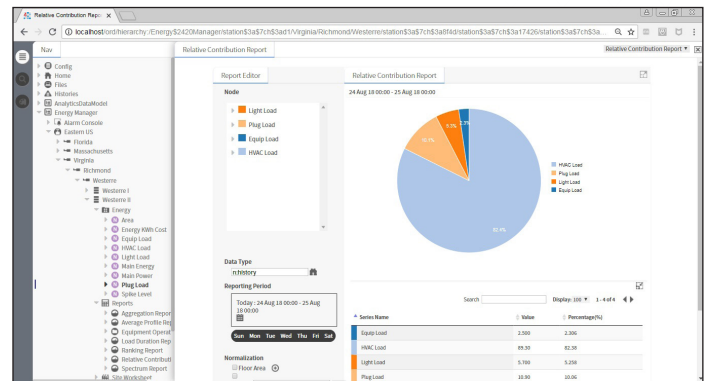 Relative Contribution Repo
localhost/ord/hierarchy:/Energy$2420Manager/station$3a$7ch$3ad1/Virginia/Richmond/Westerre/station$3a$7ch$3a8f4d/station$3a$7ch$3a17426/station$3a$7ch$3a...
Nav
Relative Contribution Report
Relative Contribution Report
Config
Home
Files
Histories
AnalyticsDataModel
Energy Manager
Alarm Console
Eastern US
Florida
Massachusetts
Virginia
Richmond
Westerre
Westerre I
Westerre II
Energy
Area
Energy KWh Cost
Equip Load
HVAC Load
Light Load
Main Energy
Main Power
Plug Load
Spike Level
Reports
Aggregation Repor
Average Profile Rep
Equipment Operat
Load Duration Rep
Ranking Report
Relative Contributi
Spectrum Report
Site Worksheet
Report Editor
Node
Light Load
Plug Load
Equip Load
HVAC Load
Data Type
n:history
Reporting Period
Today : 24 Aug 18 00:00 - 25 Aug
18 00:00
Sun Mon Tue Wed Thu Fri Sat
Normalization
Floor Area
Relative Contribution Report
24 Aug 18 00:00 - 25 Aug 18 00:00
5.3%
2.3%
10.1%
82.4%
HVAC Load
Plug Load
Light Load
Equip Load
Search
Display: 100 1 - 4 of 4
Series Name Value Percentage(%)
Equip Load 2.500 2.306
HVAC Load 89.30 82.38
Light Load 5.700 5.258
Plug Load 10.90 10.06